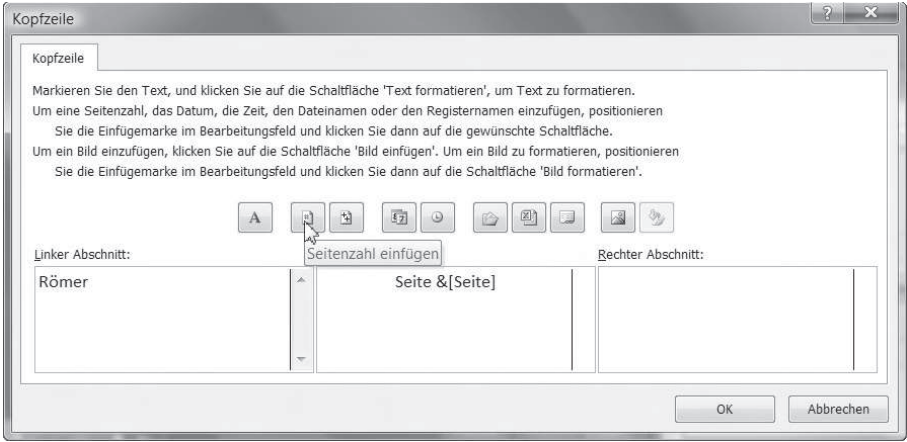 Kopfzeile
Kopfzeile
Markieren Sie den Text, und klicken Sie auf die Schaltfläche 'Text formatieren', um Text zu formatieren.
Um eine Seitenzahl, das Datum, die Zeit, den Dateinamen oder den Registernamen einzufügen, positionieren
Sie die Einfügemarke im Bearbeitungsfeld und klicken Sie dann auf die gewünschte Schaltfläche.
Um ein Bild einzufügen, klicken Sie auf die Schaltfläche 'Bild einfügen'. Um ein Bild zu formatieren, positionieren
Sie die Einfügemarke im Bearbeitungsfeld und klicken Sie dann auf die Schaltfläche 'Bild formatieren'.
A
Seitenzahl einfügen
Linker Abschnitt:
Rechter Abschnitt:
Römer
Seite &[Seite]
OK
Abbrechen